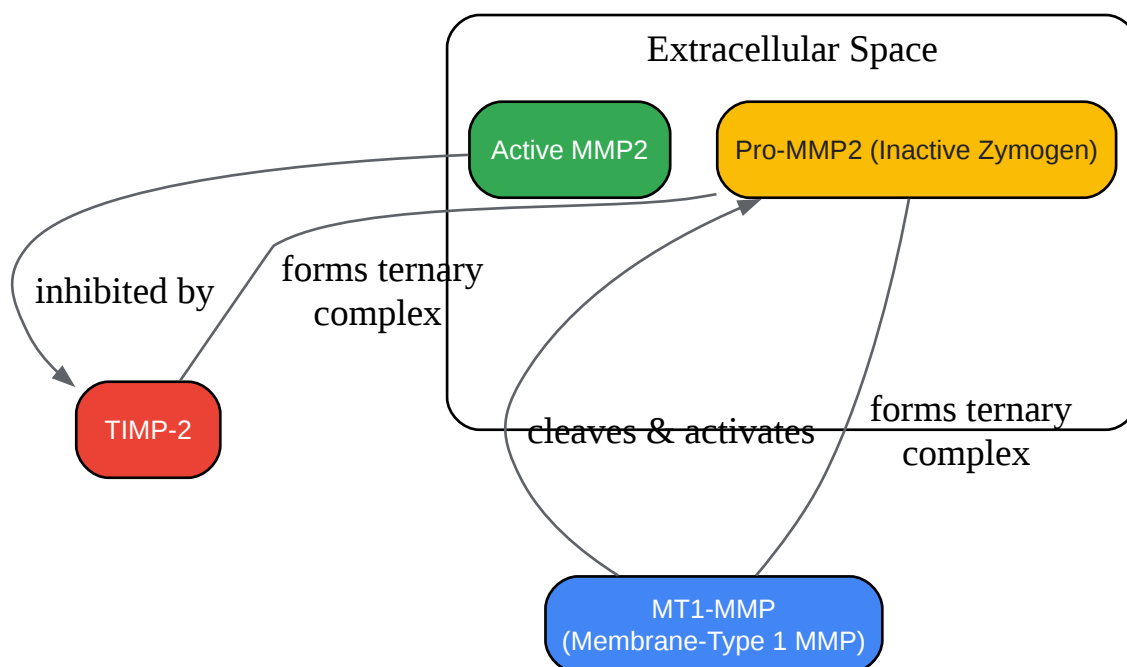 Extracellular Space
Active MMP2
Pro-MMP2 (Inactive Zymogen)
inhibited by
forms ternary
complex
TIMP-2
cleaves & activates
forms ternary
complex
MT1-MMP
(Membrane-Type 1 MMP)